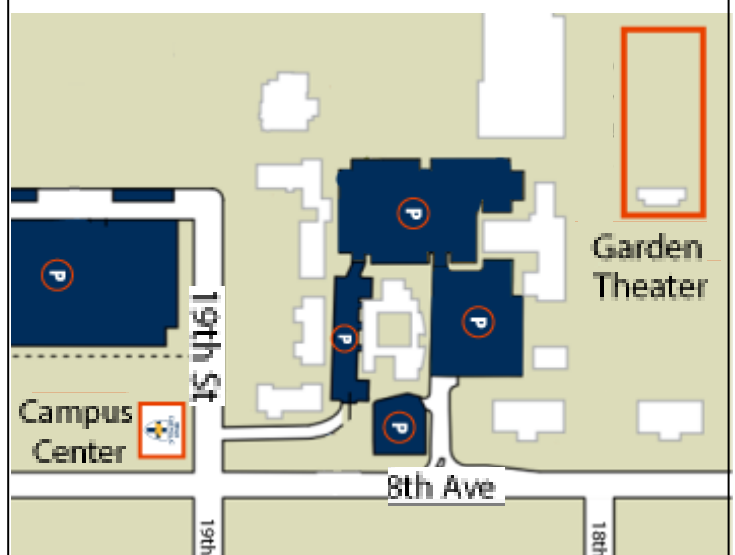 P
Garden
Theater
P
19th St
P
P
Campus
Center
P
8th Ave
19th
18th